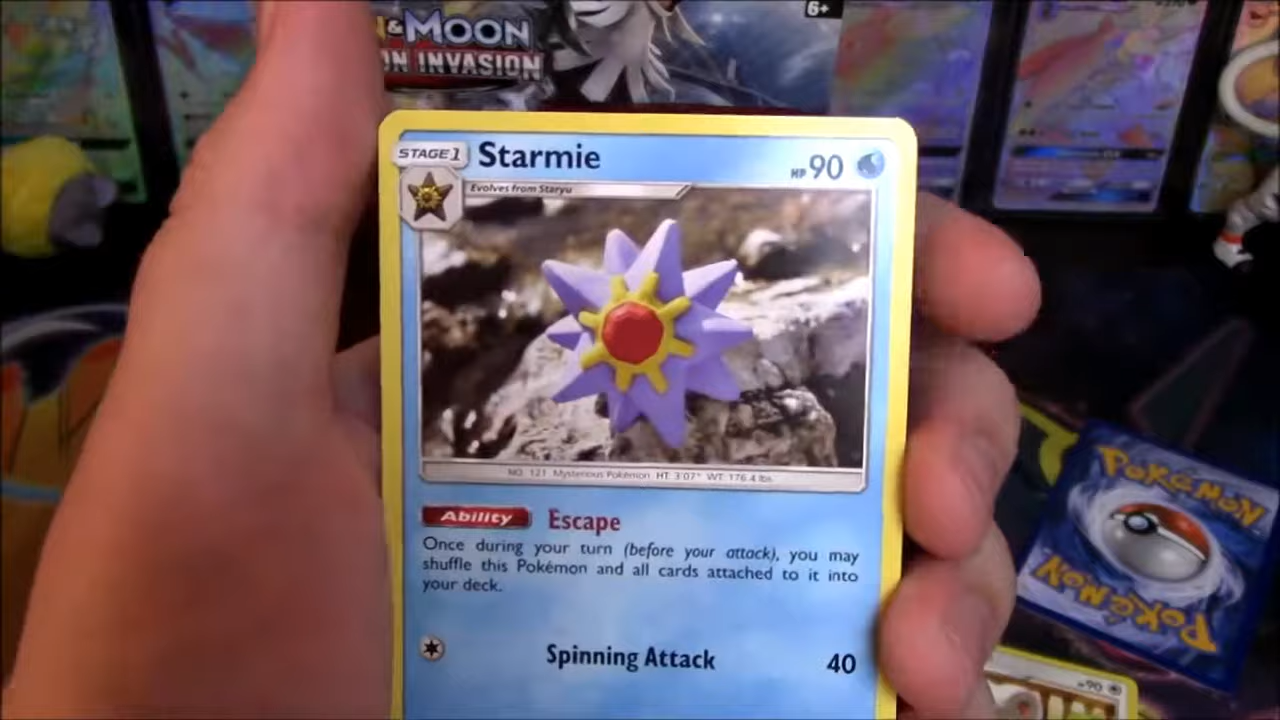 & MOON
6+
N INVASION
STAGE 1
Starmie
HP 90
Evolves from Staryu
NO. 121 Mysterious Pokémon HT: 3'07" WT: 176.4 lbs.
Ability Escape
Once during your turn (before your attack), you may
shuffle this Pokémon and all cards attached to it into
your deck.
Spinning Attack 40
POKéMON
POKéMON
HP 90